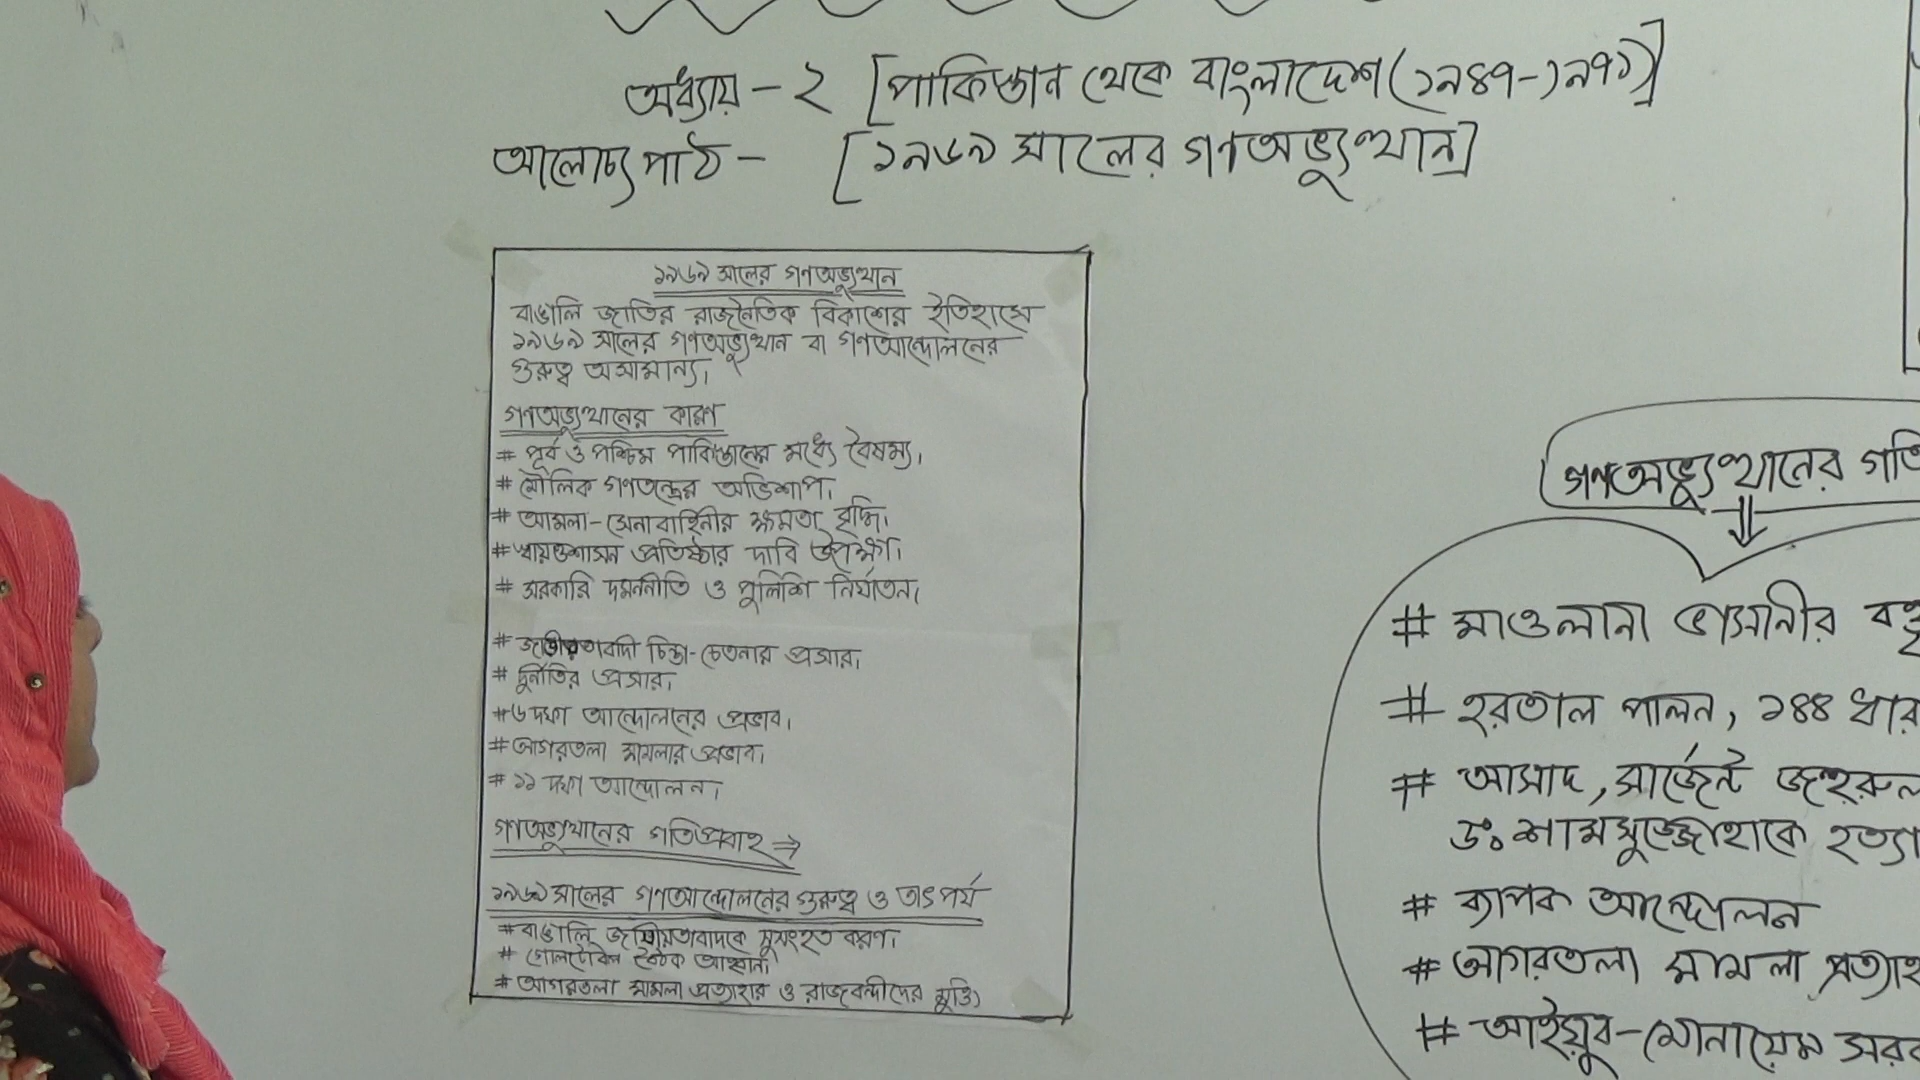 অধ্যায় - ২ [পাকিস্তান থেকে বাংলাদেশ (১৯৪৭-১৯৭১)]
আলোচ্য পাঠ - [১৯৬৯ সালের গণঅভ্যুত্থান]
১৯৬৯ সালের গণঅভ্যুত্থান
বাঙালি জাতির রাজনৈতিক বিকাশের ইতিহাসে
১৯৬৯ সালের গণঅভ্যুত্থান বা গণআন্দোলনের
গুরুত্ব অসামান্য।
গণঅভ্যুত্থানের কারণ
# পূর্ব ও পশ্চিম পাকিস্তানের মধ্যে বৈষম্য।
# মৌলিক গণতন্ত্রের অভিশাপ।
# আমলা-সেনাবাহিনীর ক্ষমতা বৃদ্ধি।
# স্বায়ত্তশাসন প্রতিষ্ঠার দাবি উপেক্ষা।
# সরকারি দমননীতি ও পুলিশি নির্যাতন।
# জাতীয়তাবাদী চিন্তা-চেতনার প্রসার।
# দুর্নীতির প্রসার।
# ৬ দফা আন্দোলনের প্রভাব।
# আগরতলা মামলার প্রভাব।
# ১১ দফা আন্দোলন।
গণঅভ্যুত্থানের গতিপ্রবাহ ⇒
১৯৬৯ সালের গণআন্দোলনের গুরুত্ব ও তাৎপর্য
# বাঙালি জাতীয়তাবাদকে সুসংহত করণ।
# গোলটেবিল বৈঠক আহ্বান।
# আগরতলা মামলা প্রত্যাহার ও রাজবন্দীদের মুক্তি।
গণঅভ্যুত্থানের গতি
# মাওলানা ভাসানীর
# হরতাল পালন, ১৪৪ ধার
# আসাদ, সার্জেন্ট জহুরুল
ডঃ শামসুজ্জোহাকে হত্যা
# ব্যাপক আন্দোলন
# আগরতলা মামলা প্রত্যাহ
# আইয়ুব-মোনায়েম সরক